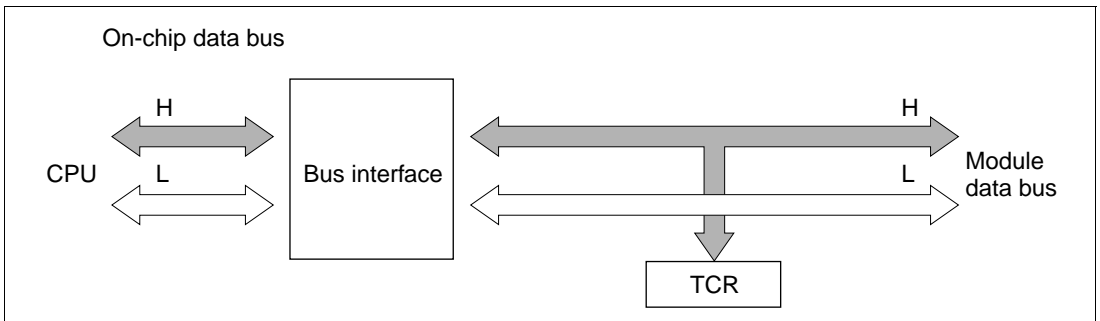 On-chip data bus
H
H
CPU
L
Bus interface
L
Module
data bus
TCR